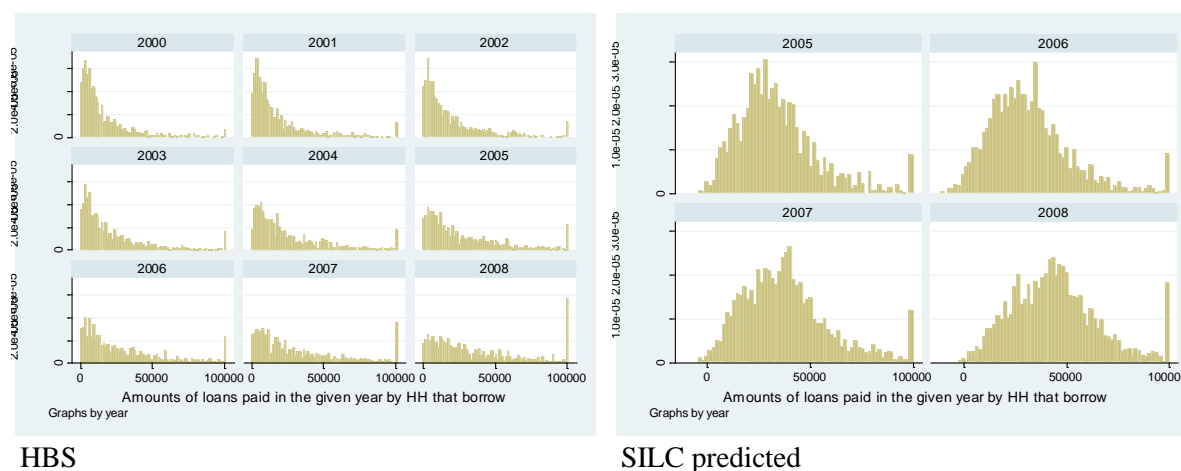 2000 2001 2002
2003 2004 2005
2006 2007 2008
0
0
0
0 50000 100000 0 50000 100000 0 50000 100000
Amounts of loans paid in the given year by HH that borrow
Graphs by year
HBS
2005 2006
0 1.0e-05 2.0e-05 3.0e-05
2007 2008
0 1.0e-05 2.0e-05 3.0e-05
0 50000 100000 0 50000 10000
Amounts of loans paid in the given year by HH that borrow
Graphs by year
SILC predicted